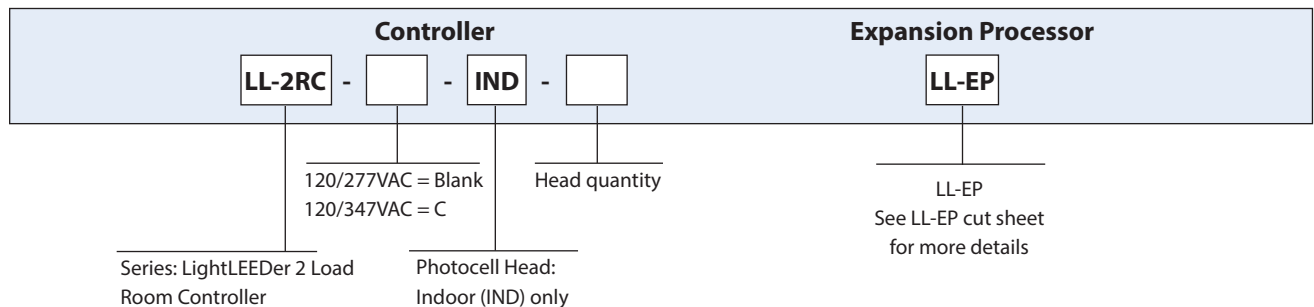 Controller
Expansion Processor
LL-2RC - - IND -
LL-EP
120/277VAC = Blank
120/347VAC = C
Head quantity
LL-EP
See LL-EP cut sheet
for more details
Series: LightLEEDer 2 Load
Room Controller
Photocell Head:
Indoor (IND) only